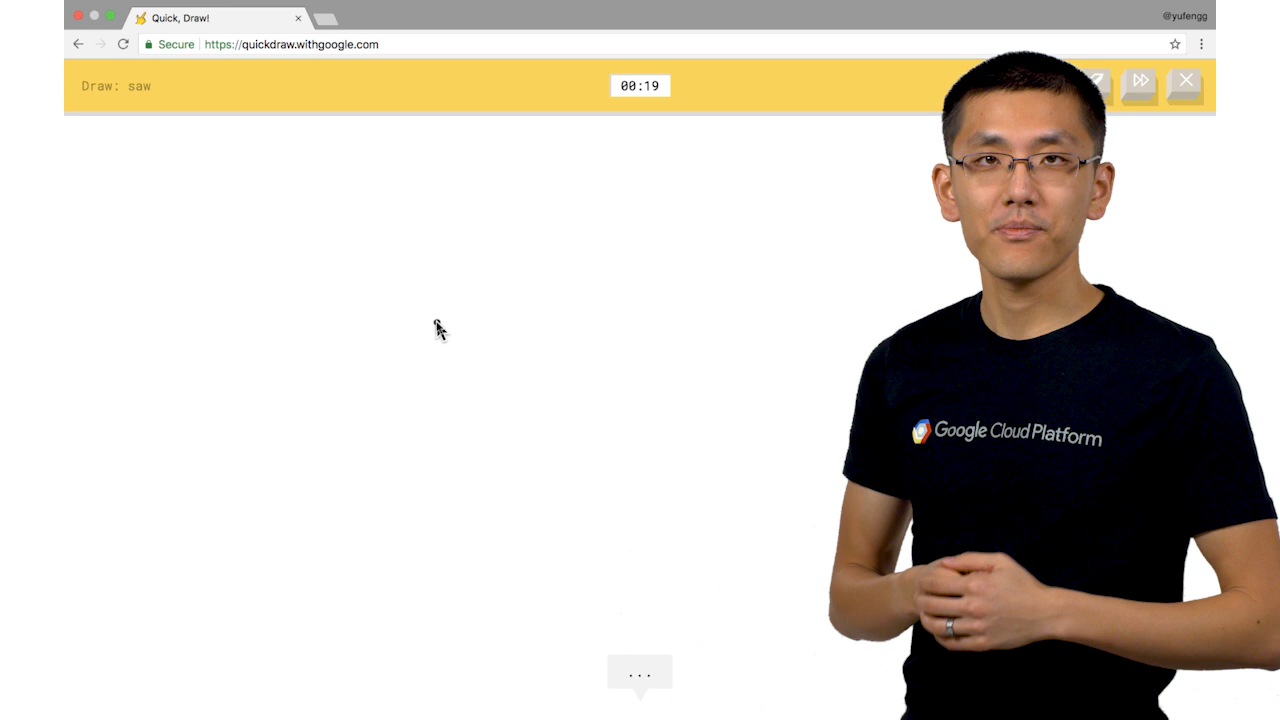 Quick, Draw!
@yufengg
Secure
https://quickdraw.withgoogle.com
Draw: saw
00:19
Google Cloud Platform
...